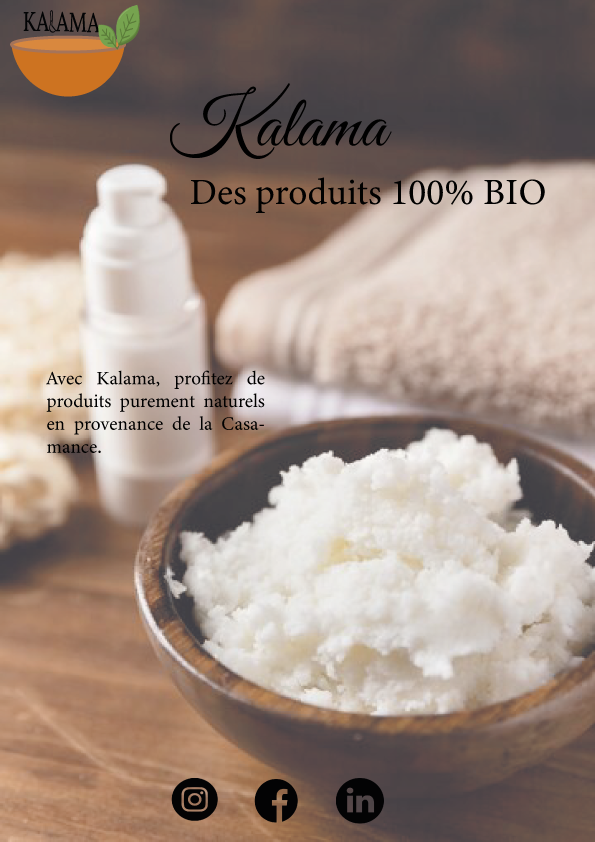 KALAMA
Kalama
Des produits 100% BIO
Avec Kalama, profitez de
produits purement naturels
en provenance de la Casa-
mance.
in